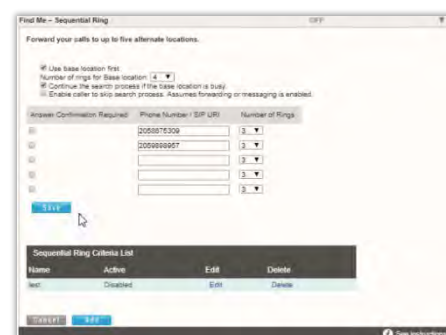 Find Me – Sequential Ring OFF
Forward your calls to up to five alternate locations.
Use base location first
Number of rings for Base location: 4
Continue the search process if the base location is busy.
Enable caller to skip search process. Assumes forwarding or messaging is enabled.
Answer Confirmation Required Phone Number / SIP URI Number of Rings
2058675309 3
2059898957 3
3
3
3
Save
Sequential Ring Criteria List
Name Active Edit Delete
test Disabled Edit Delete
Cancel Add
See Instructions